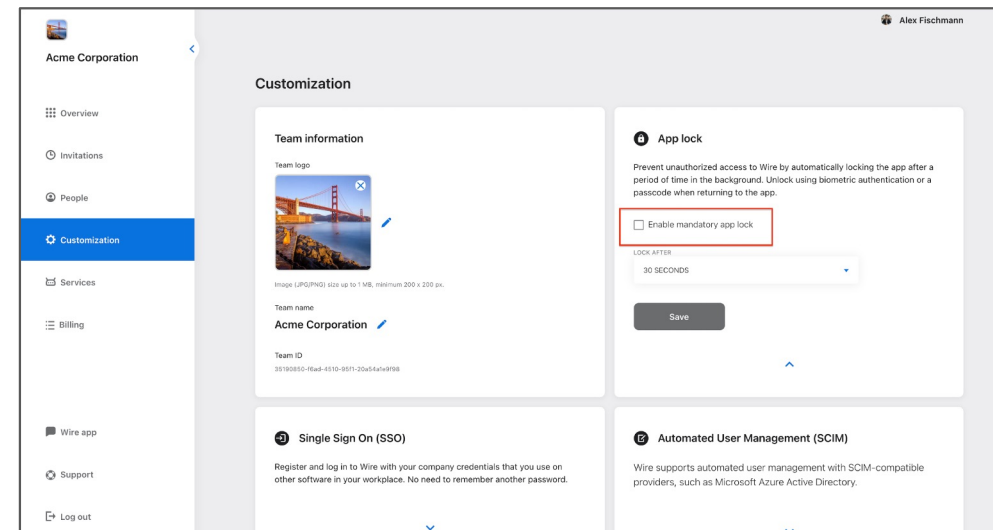 Alex Fischmann
Acme Corporation
Overview
Invitations
People
Customization
Services
Billing
Wire app
Support
Log out
Customization
Team information
Team logo
Image (JPG/PNG) size up to 1 MB, minimum 200 x 200 px.
Team name
Acme Corporation
Team ID
35190850-f6ad-4510-95f1-20a54a1e9f98
App lock
Prevent unauthorized access to Wire by automatically locking the app after a
period of time in the background. Unlock using biometric authentication or a
passcode when returning to the app.
Enable mandatory app lock
LOCK AFTER
30 SECONDS
Save
Single Sign On (SSO)
Register and log in to Wire with your company credentials that you use on
other software in your workplace. No need to remember another password.
Automated User Management (SCIM)
Wire supports automated user management with SCIM-compatible
providers, such as Microsoft Azure Active Directory.